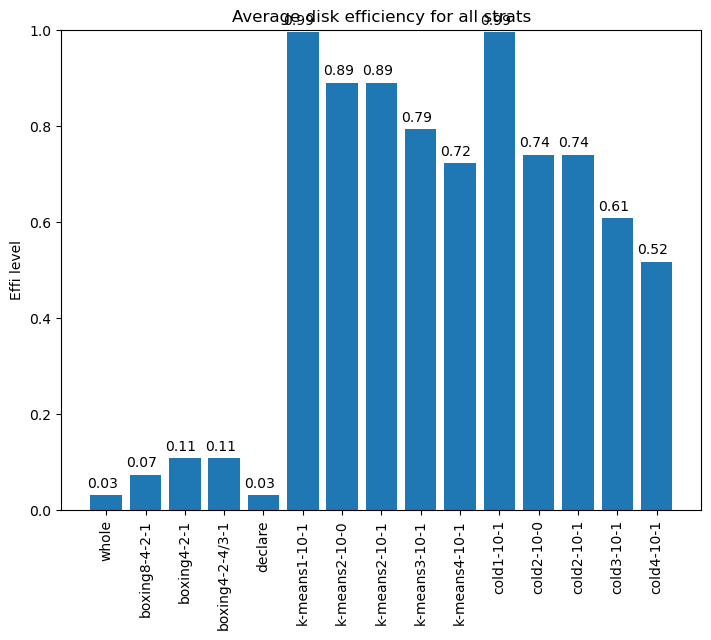 Average disk efficiency for all strats
Effi level
1.0
0.8
0.6
0.4
0.2
0.0
0.03
0.07
0.11
0.11
0.03
0.99
0.89
0.89
0.79
0.72
0.99
0.74
0.74
0.61
0.52
whole
boxing8-4-2-1
boxing4-2-1
boxing4-2-4/3-1
declare
k-means1-10-1
k-means2-10-0
k-means2-10-1
k-means3-10-1
k-means4-10-1
cold1-10-1
cold2-10-0
cold2-10-1
cold3-10-1
cold4-10-1